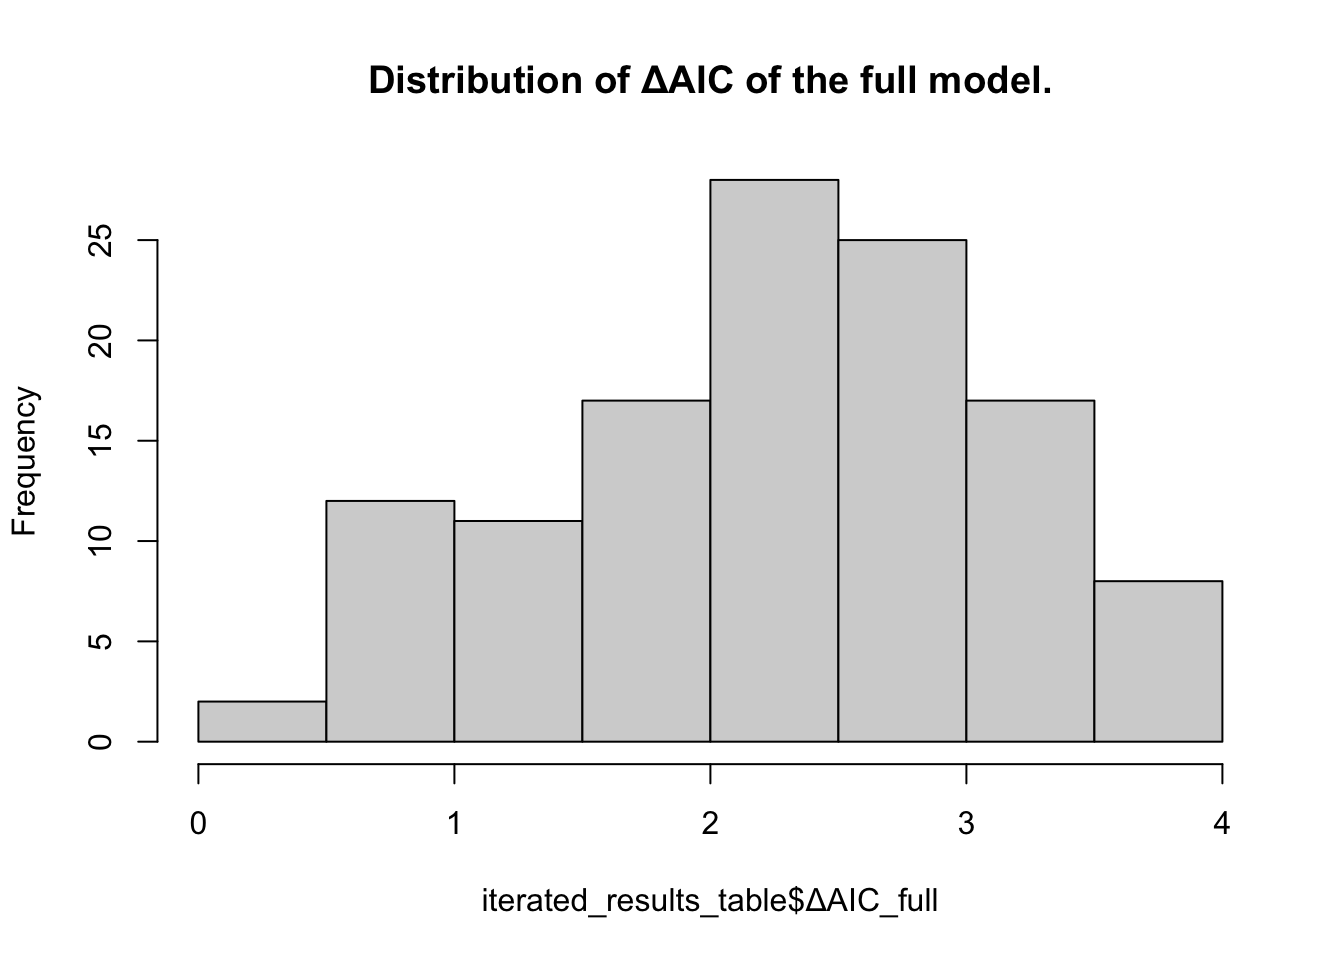 Distribution of ΔAIC of the full model.
Frequency
25
20
15
10
5
0
0 1 2 3 4
iterated_results_table$ΔAIC_full